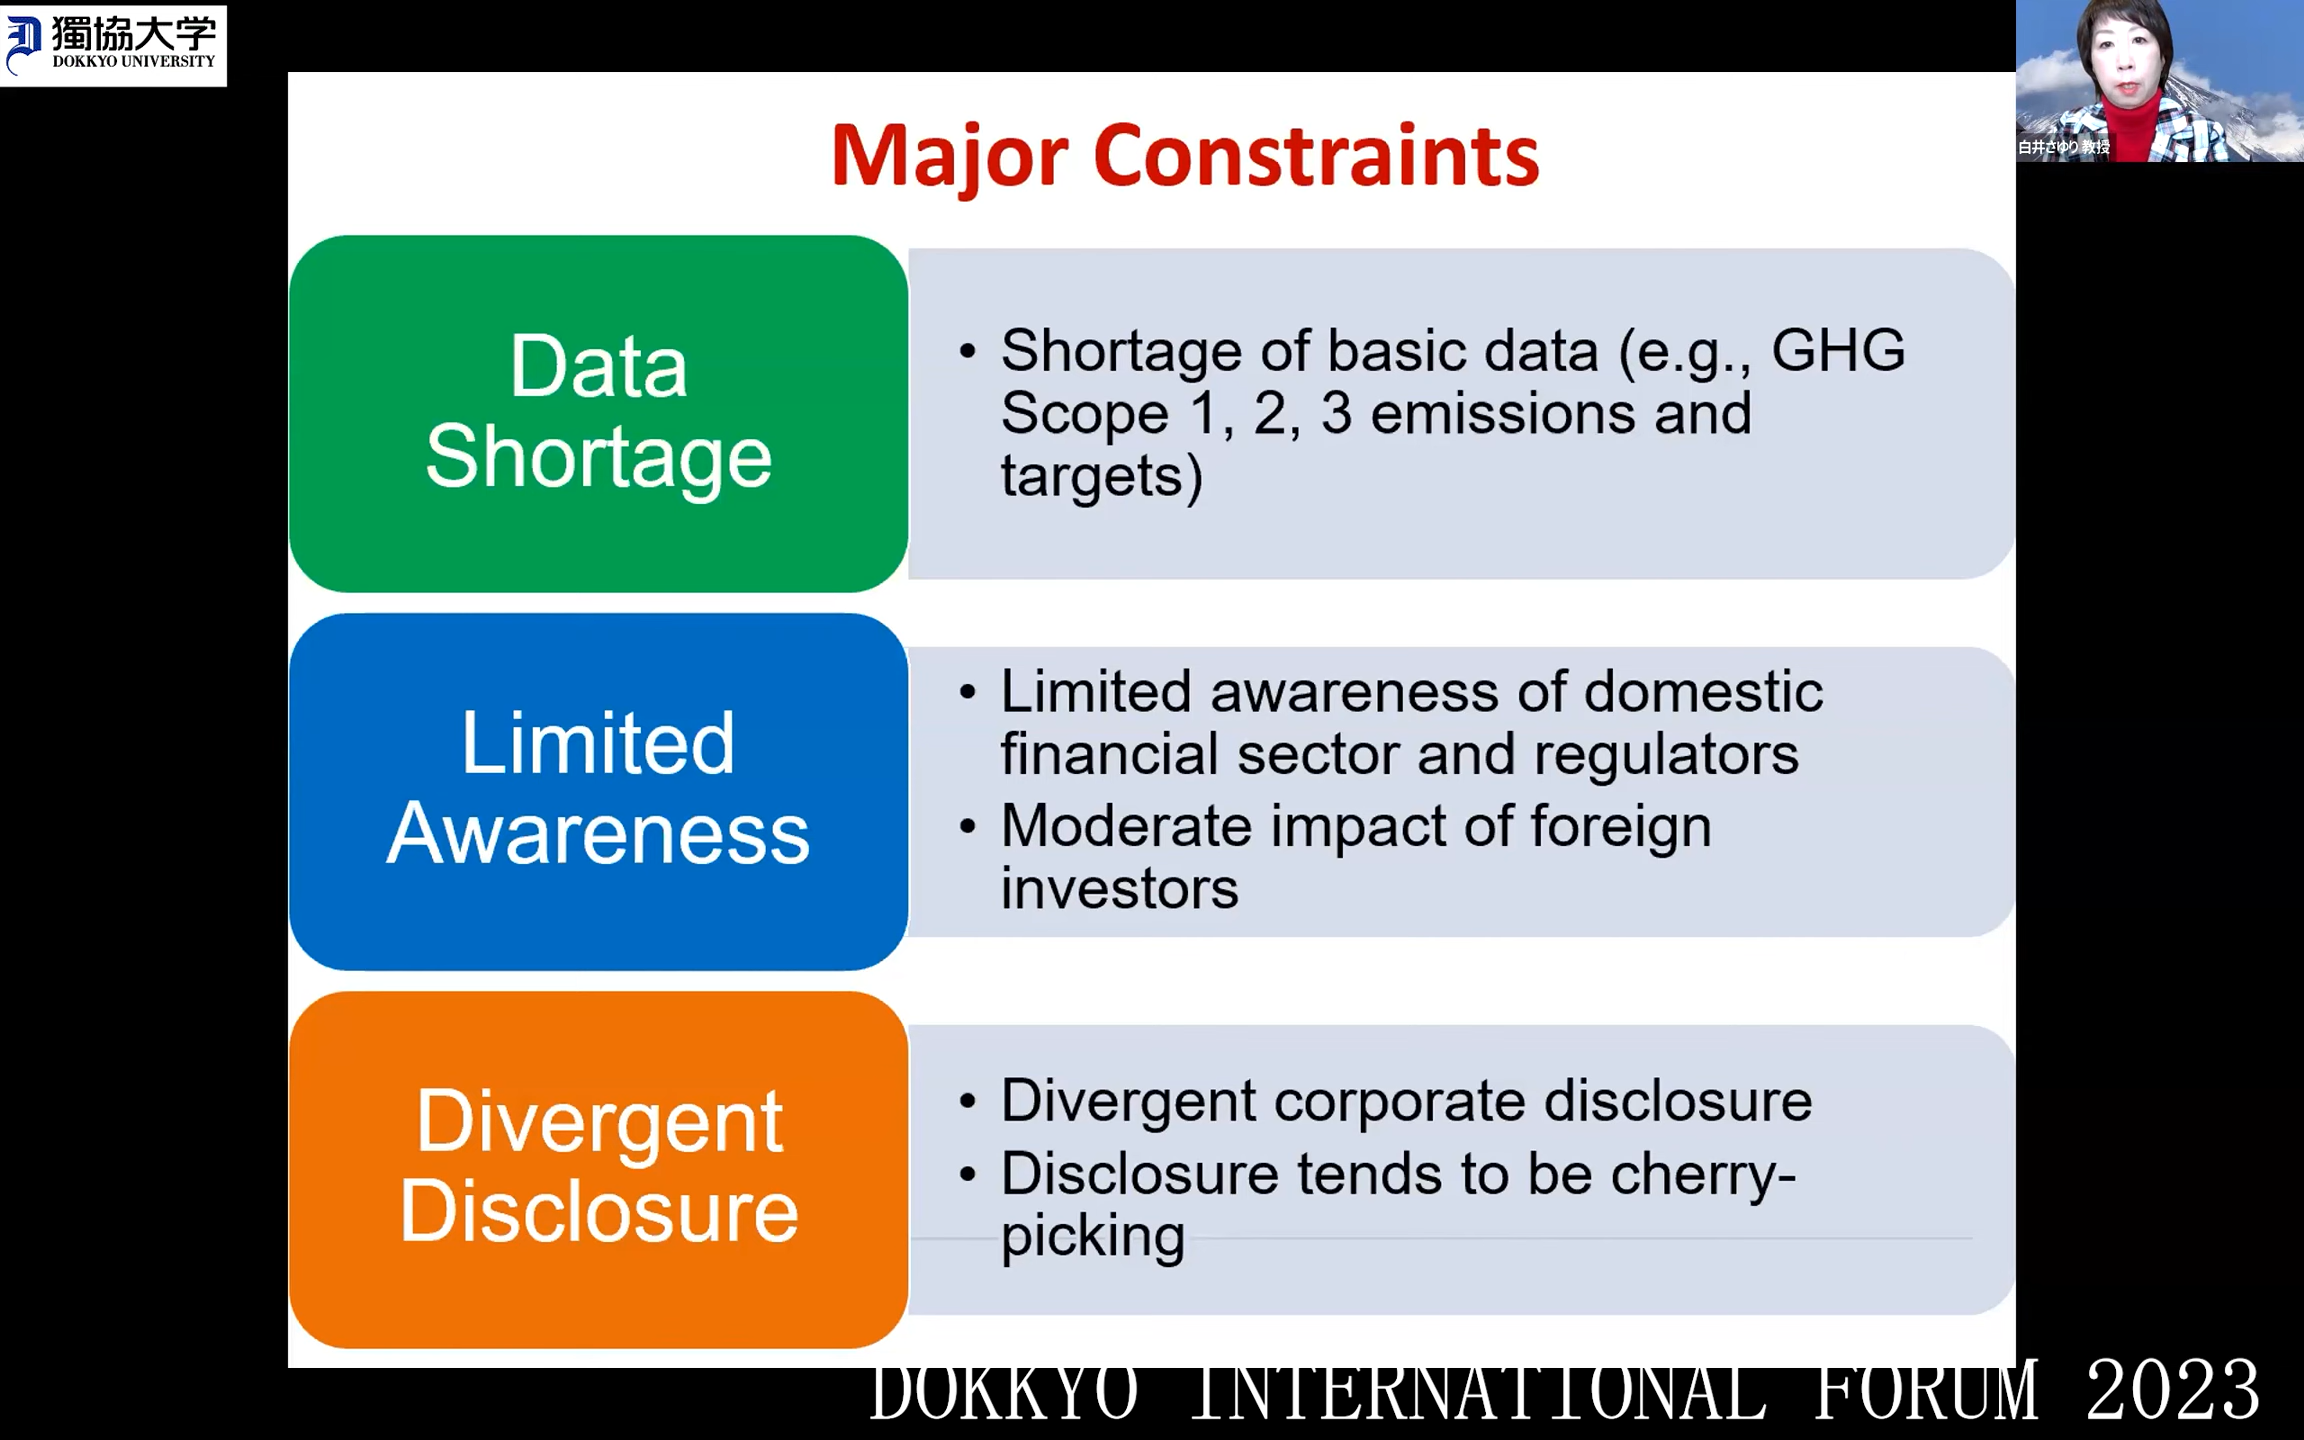 獨協大学
DOKKYO UNIVERSITY
白井さゆり 教授
Major Constraints
Data
Shortage
• Shortage of basic data (e.g., GHG
Scope 1, 2, 3 emissions and
targets)
Limited
Awareness
• Limited awareness of domestic
financial sector and regulators
• Moderate impact of foreign
investors
Divergent
Disclosure
• Divergent corporate disclosure
• Disclosure tends to be cherry-
picking
DOKKYO INTERNATIONAL FORUM 2023